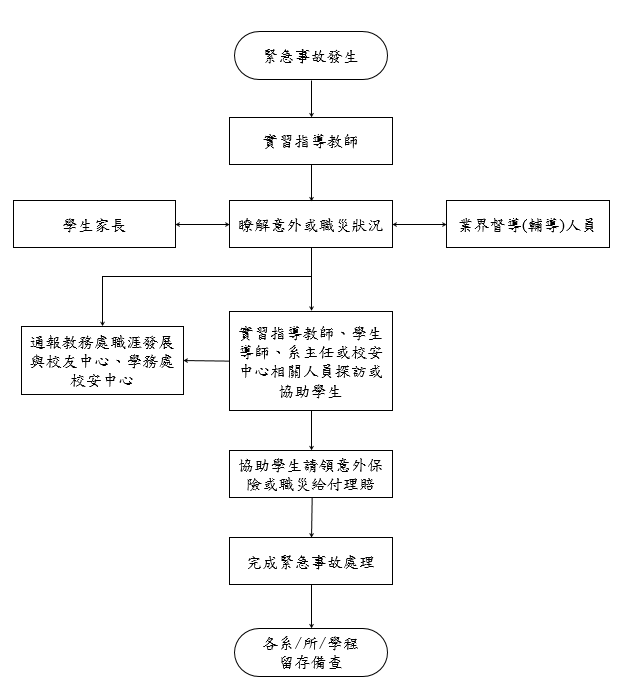 緊急事故發生
實習指導教師
學生家長
瞭解意外或職災狀況
業界督導(輔導)人員
通報教務處職涯發展
與校友中心、學務處
校安中心
實習指導教師、學生
導師、系主任或校安
中心相關人員探訪或
協助學生
協助學生請領意外保
險或職災給付理賠
完成緊急事故處理
各系/所/學程
留存備查